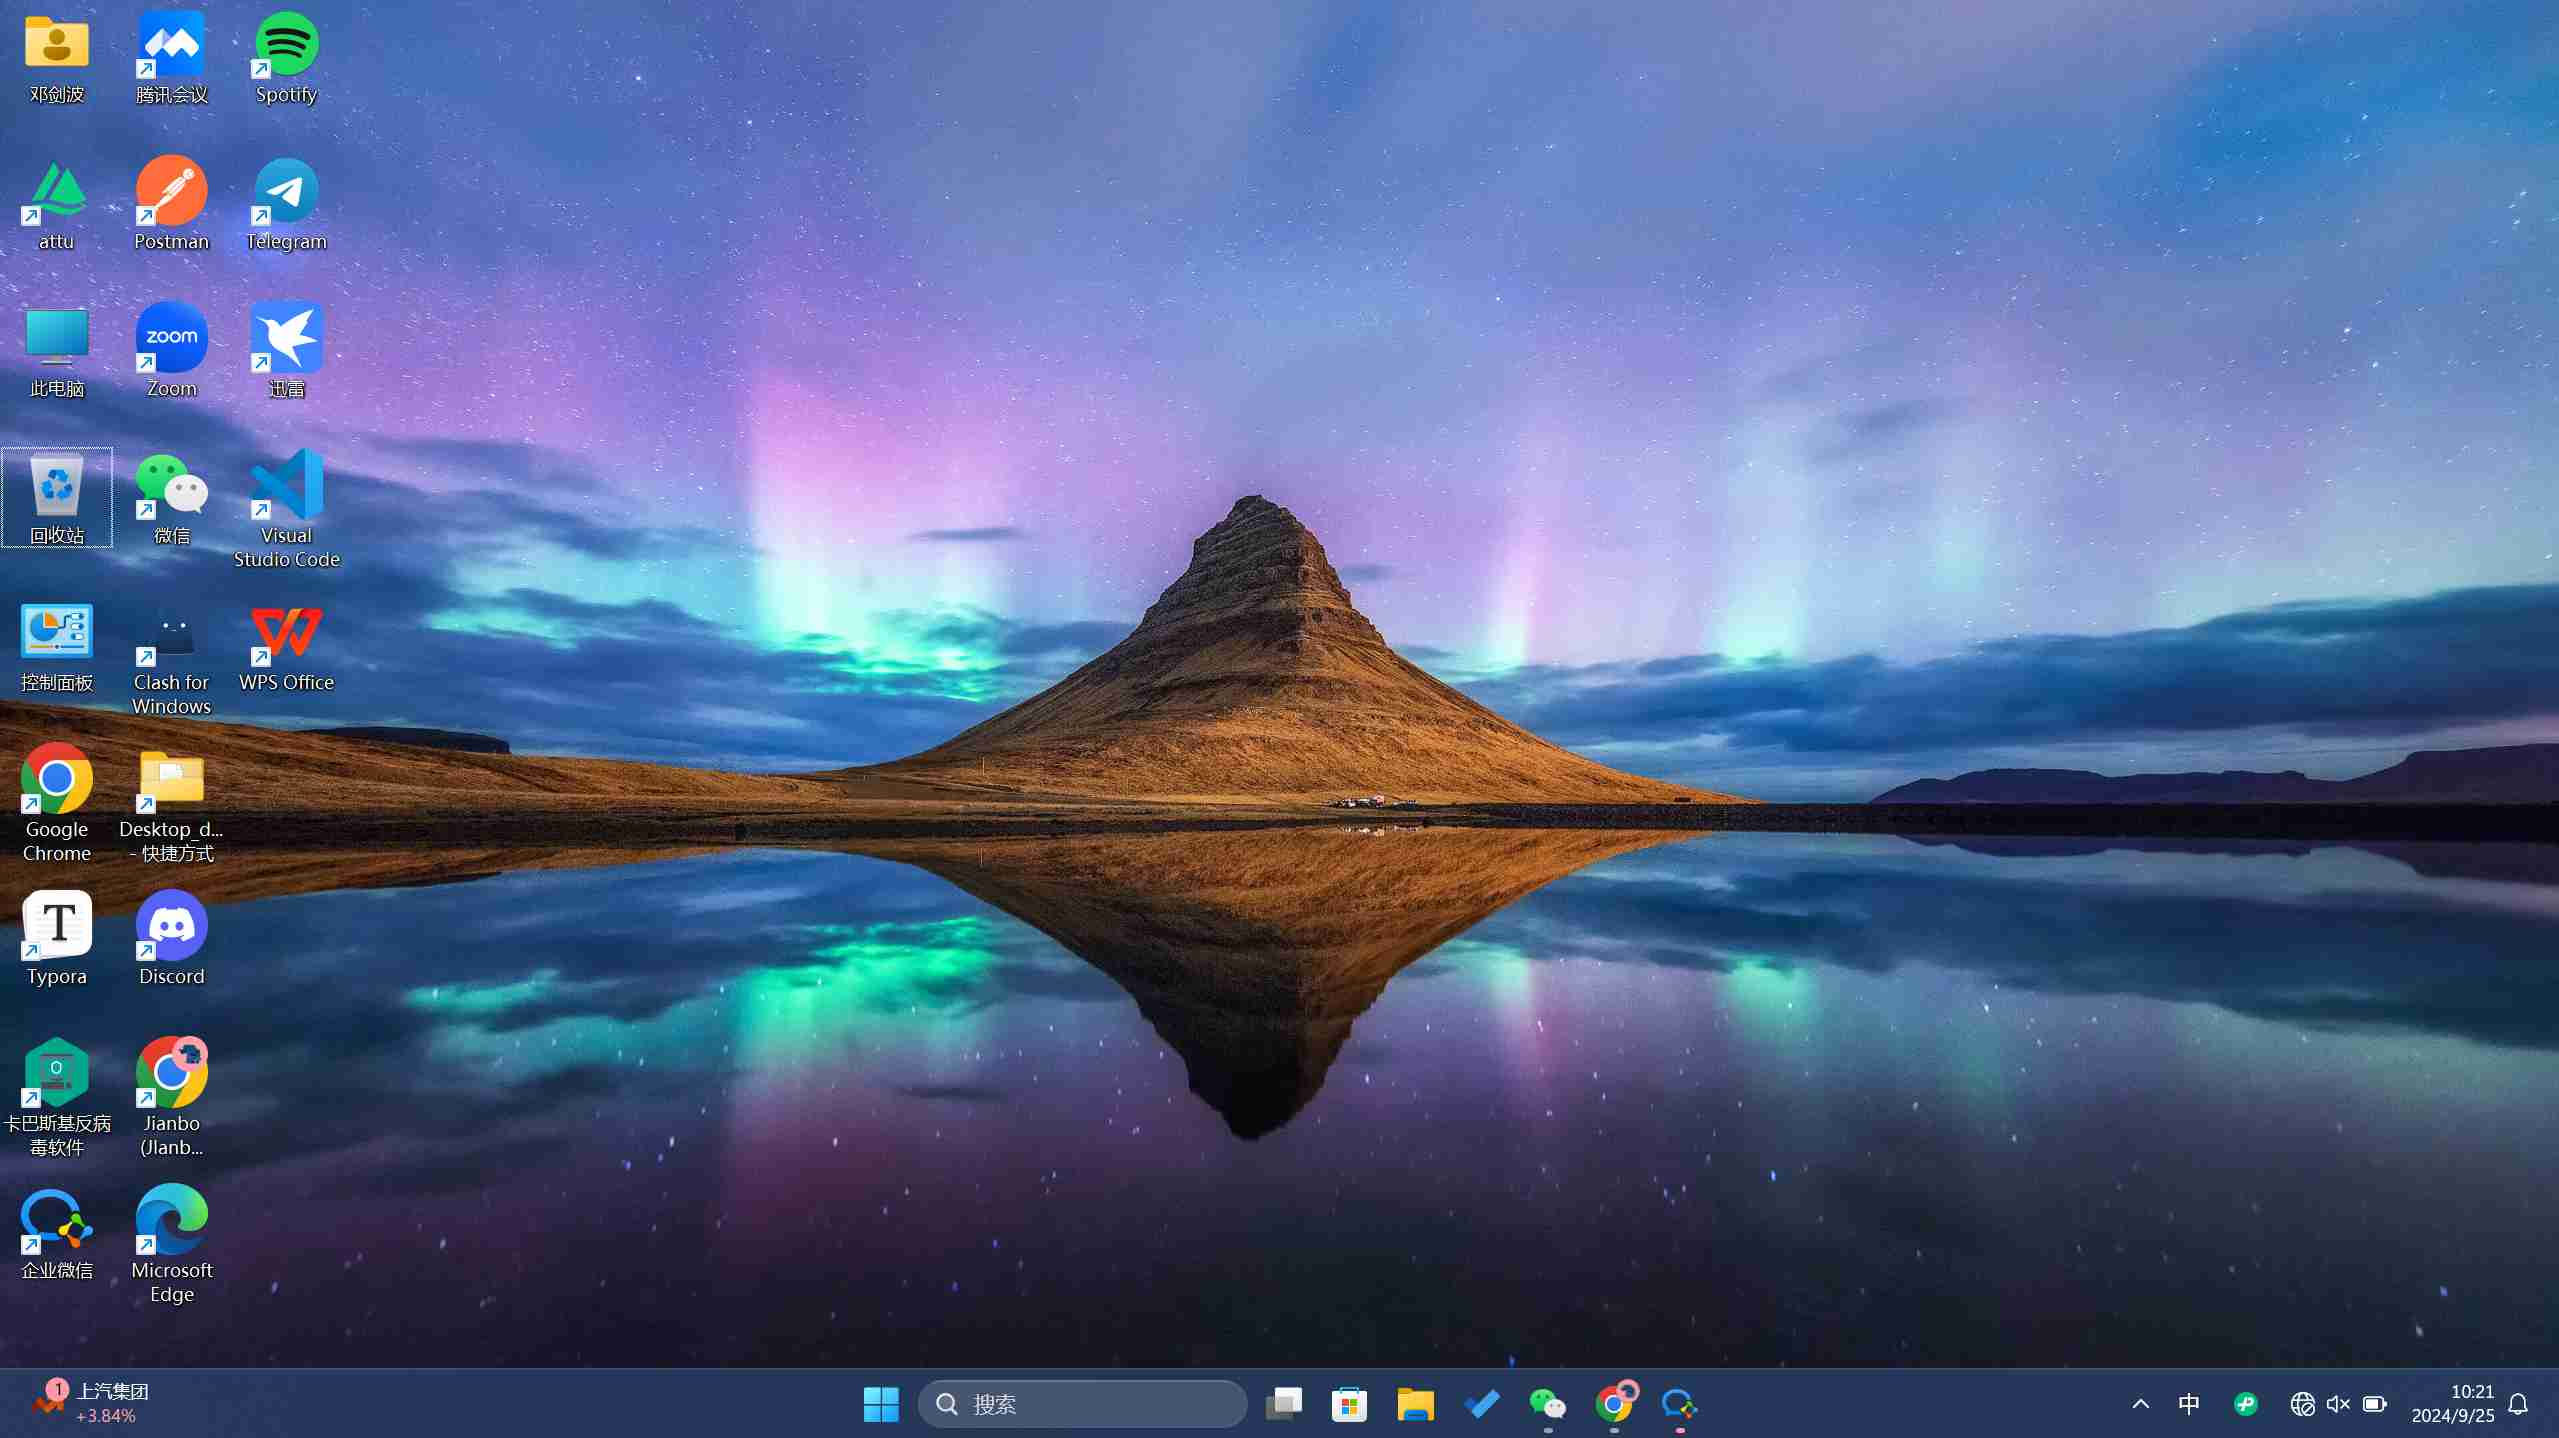 邓剑波
腾讯会议
Spotify
attu
Postman
Telegram
zoom
此电脑
Zoom
迅雷
回收站
微信
Visual
Studio Code
控制面板
Clash for
Windows
WPS Office
Google
Chrome
Desktop_d...
- 快捷方式
T
Typora
Discord
卡巴斯基反病
毒软件
Jianbo
(JIanb...
企业微信
Microsoft
Edge
1
上汽集团
+3.84%
搜索
中
10:21
2024/9/25